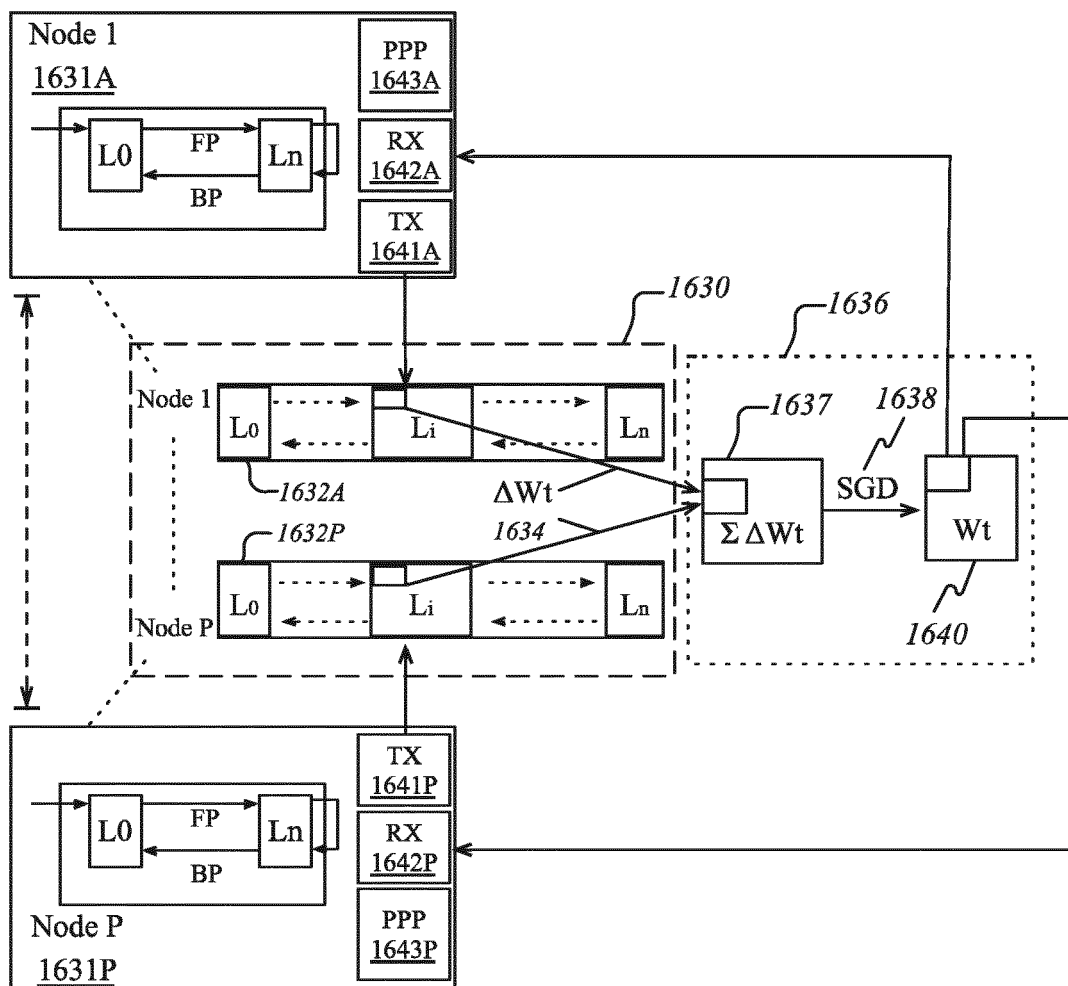 Node 1
1631A
PPP
1643A
L0
FP
BP
Ln
RX
1642A
TX
1641A
1630
1636
Node 1
L0
Li
Ln
1632A
ΔWt
1637
1638
SGD
Σ ΔWt
Wt
1640
1632P
1634
Node P
L0
Li
Ln
TX
1641P
L0
FP
BP
Ln
RX
1642P
Node P
1631P
PPP
1643P